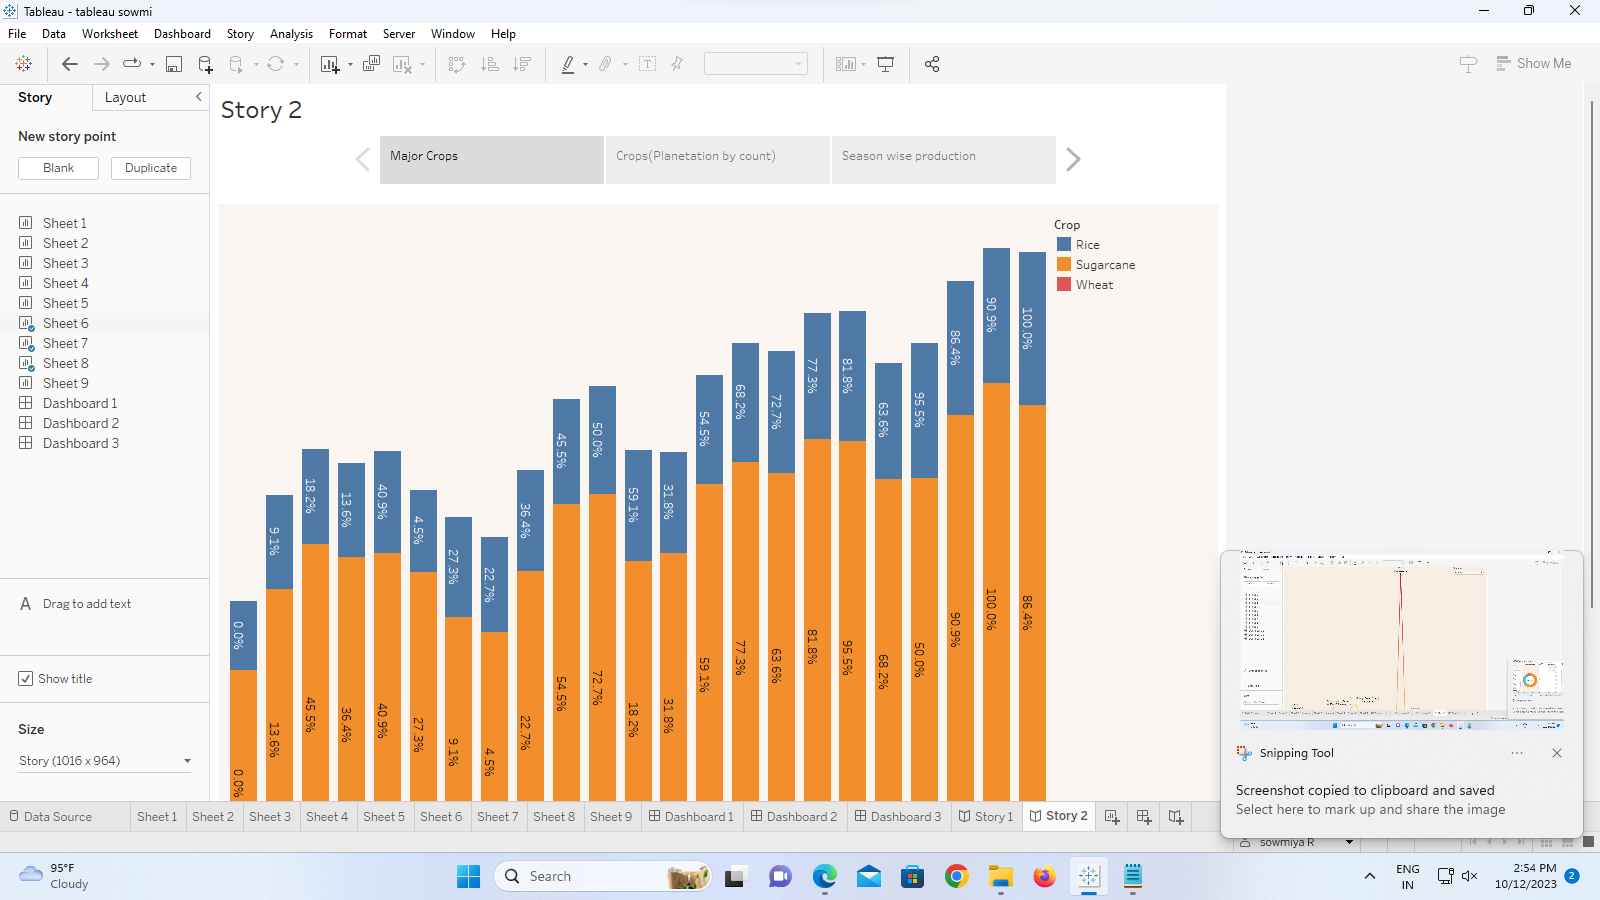 Tableau - tableau sowmi
File Data Worksheet Dashboard Story Analysis Format Server Window Help
Show Me
Story Layout
New story point
Blank Duplicate
Sheet 1
Sheet 2
Sheet 3
Sheet 4
Sheet 5
Sheet 6
Sheet 7
Sheet 8
Sheet 9
Dashboard 1
Dashboard 2
Dashboard 3
A Drag to add text
Show title
Size
Story (1016 x 964)
Story 2
Major Crops
Crops(Planetation by count)
Season wise production
Crop
Rice
Sugarcane
Wheat
0.0% 9.1% 18.2% 13.6% 40.9% 4.5% 27.3% 22.7% 36.4% 45.5% 50.0% 59.1% 31.8% 54.5% 68.2% 72.7% 77.3% 81.8% 63.6% 95.5% 86.4% 90.9% 100.0%
0.0% 13.6% 45.5% 36.4% 40.9% 27.3% 9.1% 4.5% 22.7% 54.5% 72.7% 18.2% 31.8% 59.1% 77.3% 63.6% 81.8% 95.5% 68.2% 50.0% 90.9% 100.0% 86.4%
Snipping Tool
Screenshot copied to clipboard and saved
Select here to mark up and share the image
Data Source Sheet 1 Sheet 2 Sheet 3 Sheet 4 Sheet 5 Sheet 6 Sheet 7 Sheet 8 Sheet 9 Dashboard 1 Dashboard 2 Dashboard 3 Story 1 Story 2
sowmiya R
95°F
Cloudy
Search
ENG
IN
2:54 PM
10/12/2023
2